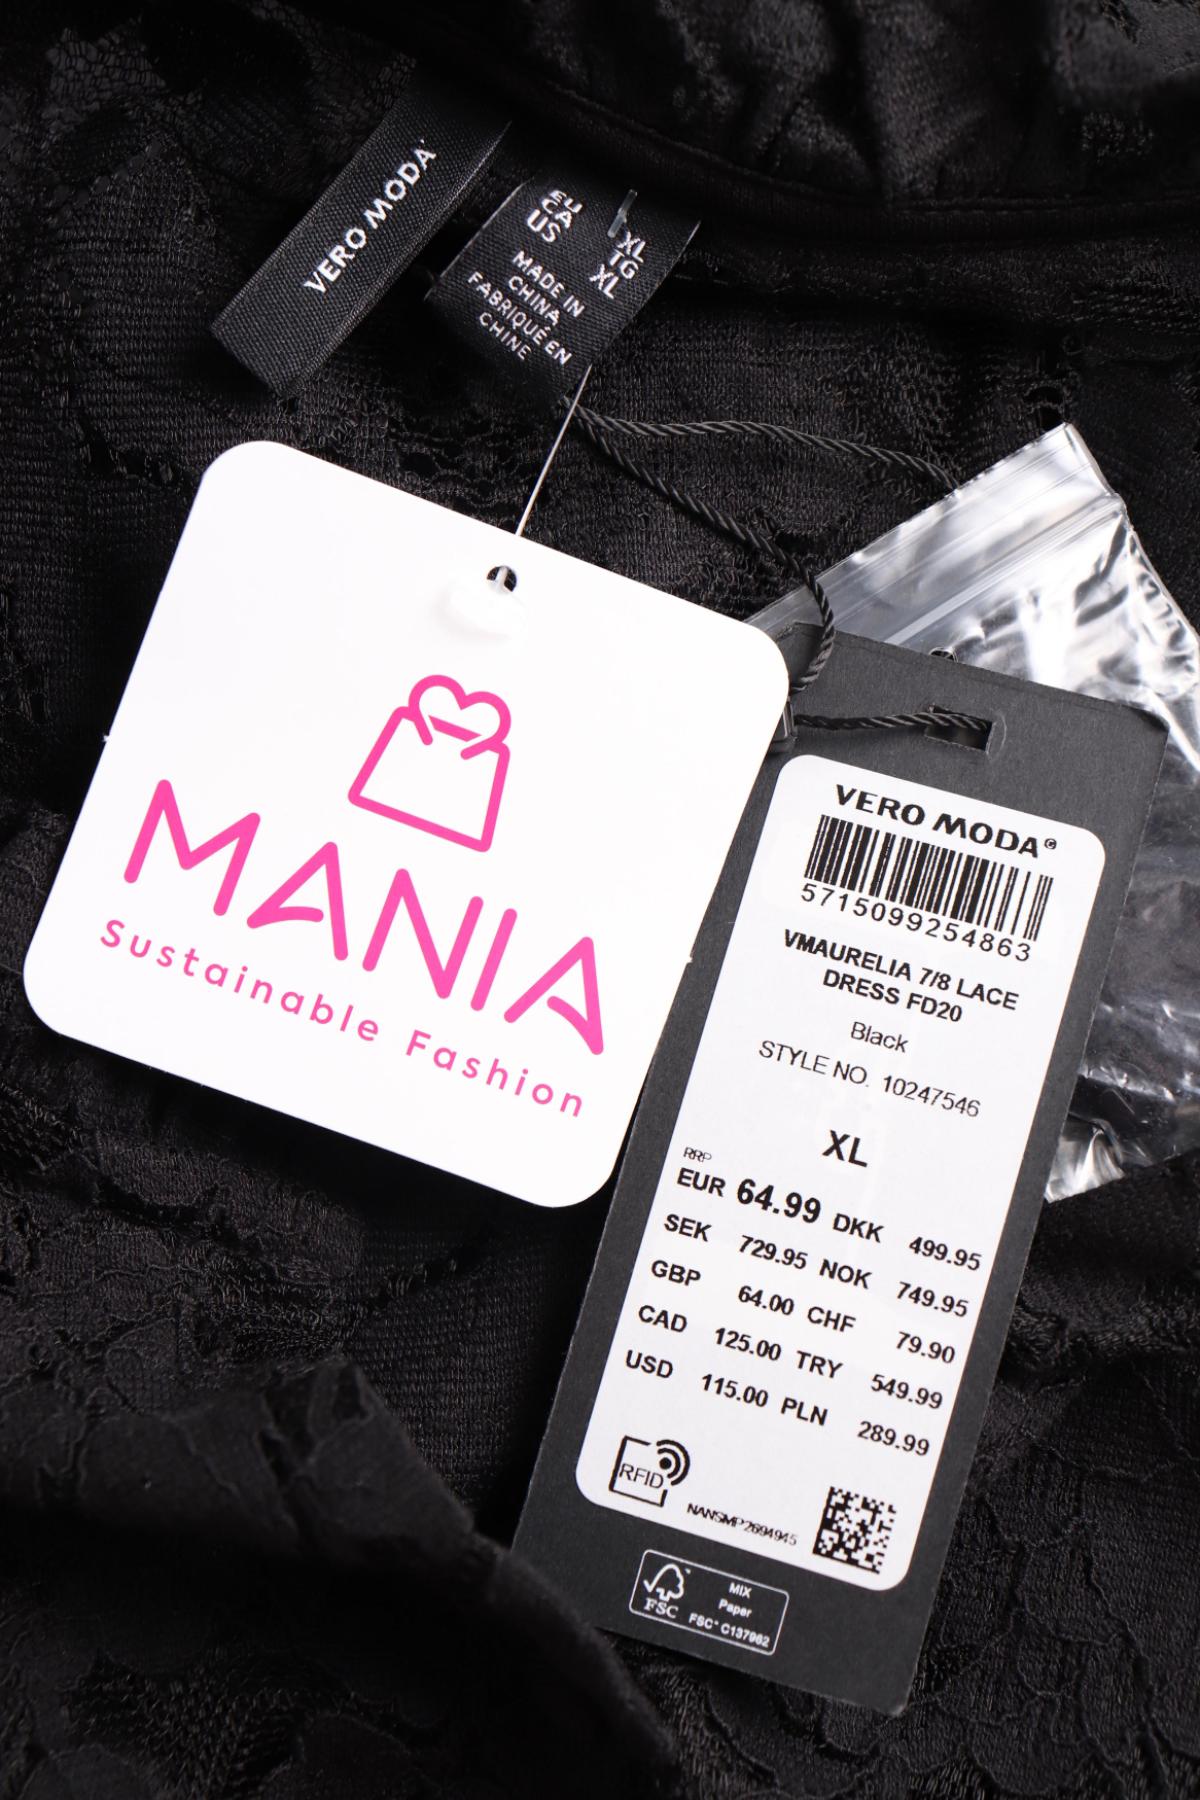 VERO MODA
EU XL
CA TG
US XL
MADE IN
CHINA
FABRIQUÉ EN
CHINE
MANIA
Sustainable Fashion
VERO MODA®
5715099254863
VMAURELIA 7/8 LACE
DRESS FD20
Black
STYLE NO. 10247546
XL
RRP
EUR 64.99 DKK 499.95
SEK 729.95 NOK 749.95
GBP 64.00 CHF 79.90
CAD 125.00 TRY 549.99
USD 115.00 PLN 289.99
RFID
FSC
MIX
Paper
FSC® C137962